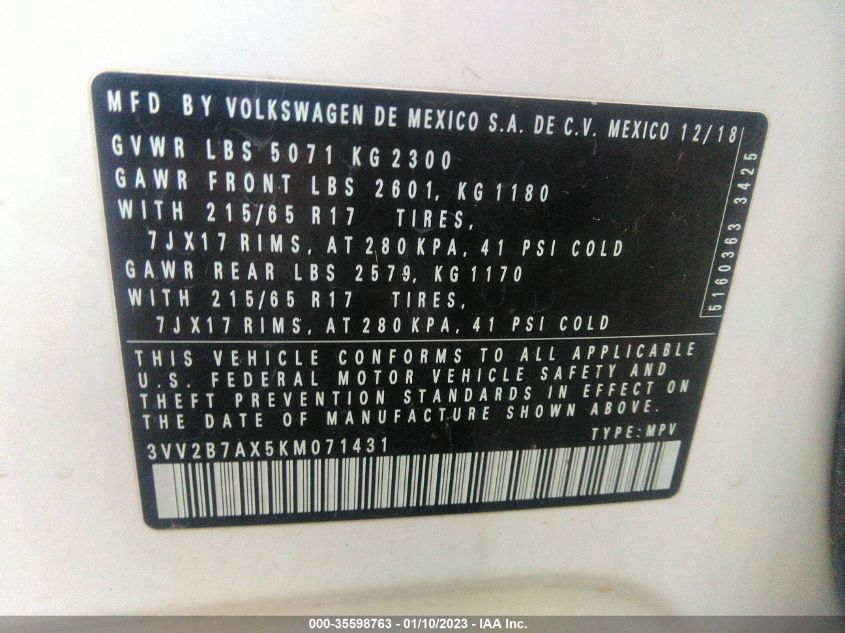 MFD BY VOLKSWAGEN DE MEXICO S.A. DE C.V. MEXICO 12/18
GVWR LBS 5071 KG 2300
GAWR FRONT LBS 2601, KG 1180
WITH 215/65 R17 TIRES,
7JX17 RIMS, AT 280 KPA, 41 PSI COLD
GAWR REAR LBS 2579, KG 1170
WITH 215/65 R17 TIRES,
7JX17 RIMS, AT 280 KPA, 41 PSI COLD
5160363 3425
THIS VEHICLE CONFORMS TO ALL APPLICABLE
U.S. FEDERAL MOTOR VEHICLE SAFETY AND
THEFT PREVENTION STANDARDS IN EFFECT ON
THE DATE OF MANUFACTURE SHOWN ABOVE.
3VV2B7AX5KM071431 TYPE: MPV
000-35598763 - 01/10/2023 - IAA Inc.